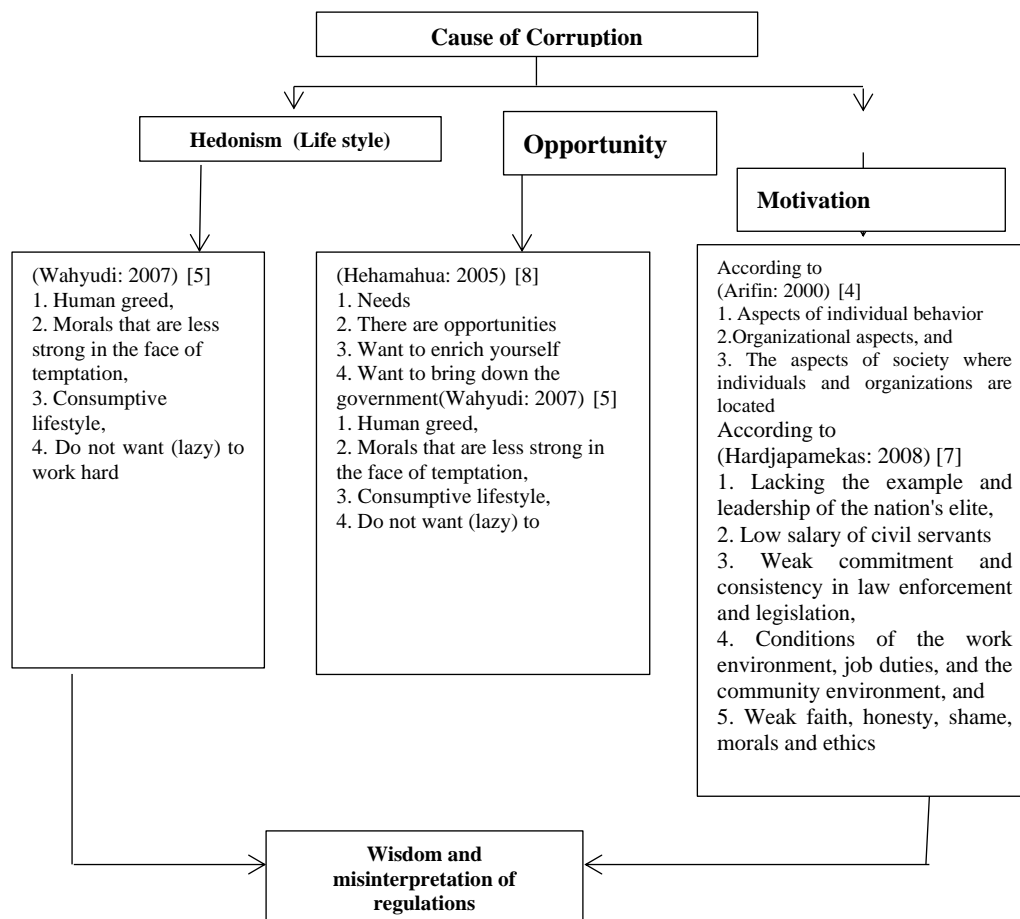 Cause of Corruption
Hedonism (Life style)
Opportunity
Motivation
(Wahyudi: 2007) [5]
1. Human greed,
2. Morals that are less
strong in the face of
temptation,
3. Consumptive
lifestyle,
4. Do not want (lazy) to
work hard
(Hehamahua: 2005) [8]
1. Needs
2. There are opportunities
3. Want to enrich yourself
4. Want to bring down the
government(Wahyudi: 2007) [5]
1. Human greed,
2. Morals that are less strong in
the face of temptation,
3. Consumptive lifestyle,
4. Do not want (lazy) to
According to
(Arifin: 2000) [4]
1. Aspects of individual behavior
2.Organizational aspects, and
3. The aspects of society where
individuals and organizations are
located
According to
(Hardjapamekas: 2008) [7]
1. Lacking the example and
leadership of the nation's elite,
2. Low salary of civil servants
3. Weak commitment and
consistency in law enforcement
and legislation,
4. Conditions of the work
environment, job duties, and the
community environment, and
5. Weak faith, honesty, shame,
morals and ethics
Wisdom and
misinterpretation of
regulations